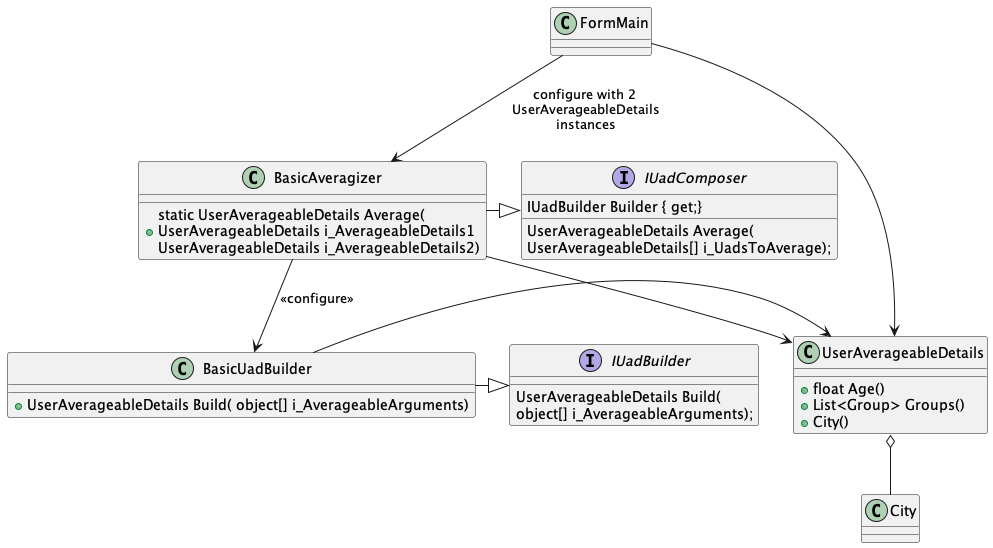 C FormMain
configure with 2
UserAverageableDetails
instances
C BasicAveragizer
static UserAverageableDetails Average(
UserAverageableDetails i_AverageDetails1
UserAverageableDetails i_AverageableDetails2)
I IUadComposer
IUadBuilder Builder { get;}
UserAverageableDetails Average(
UserAverageableDetails[] i_UadsToAverage);
«configure»
C BasicUadBuilder
UserAverageableDetails Build( object[] i_AverageableArguments)
I IUadBuilder
UserAverageableDetails Build(
object[] i_AverageableArguments);
C UserAverageableDetails
float Age()
List<Group> Groups()
City()
C City